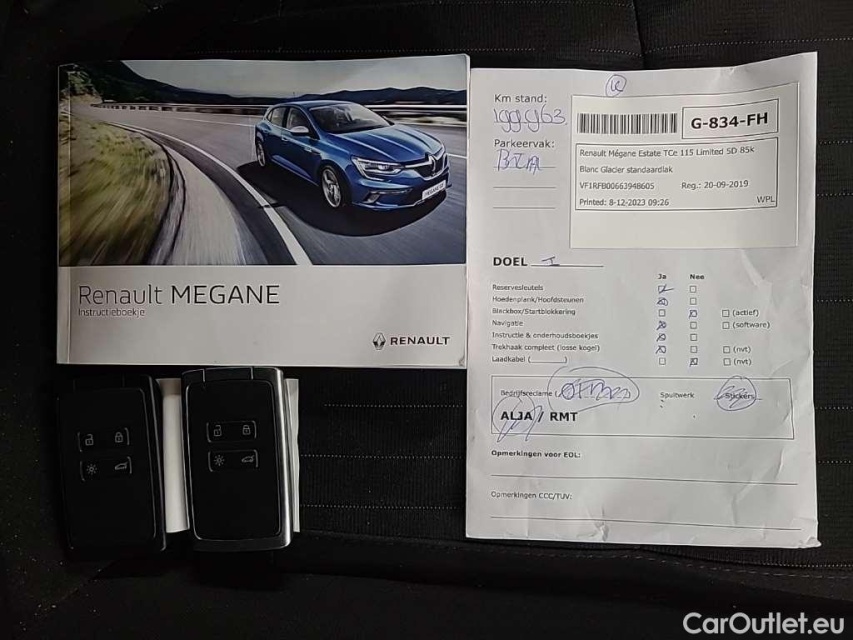 Renault MEGANE
Instructieboekje
RENAULT
Km stand:
Parkeervak:
G-834-FH
Renault Mégane Estate TCe 115 Limited 5D 85k
Blanc Glacier standaardlak
VF1RFB00663948605 Reg.: 20-09-2019
Printed: 8-12-2023 09:26 WPL
DOEL I
Ja Nee
Reservesleutels
Hoedenplank/Hoofdsteunen
Blackbox/Startblokkering (actief)
Navigatie (software)
Instructie & onderhoudsboekjes
Trekhaak compleet (losse kogel) (nvt)
Laadkabel (______) (nvt)
Bedrijfsreclame ( Spuitwerk Stickers
ALJA / RMT
Opmerkingen voor EOL:
Opmerkingen CCC/TUV:
CarOutlet.eu